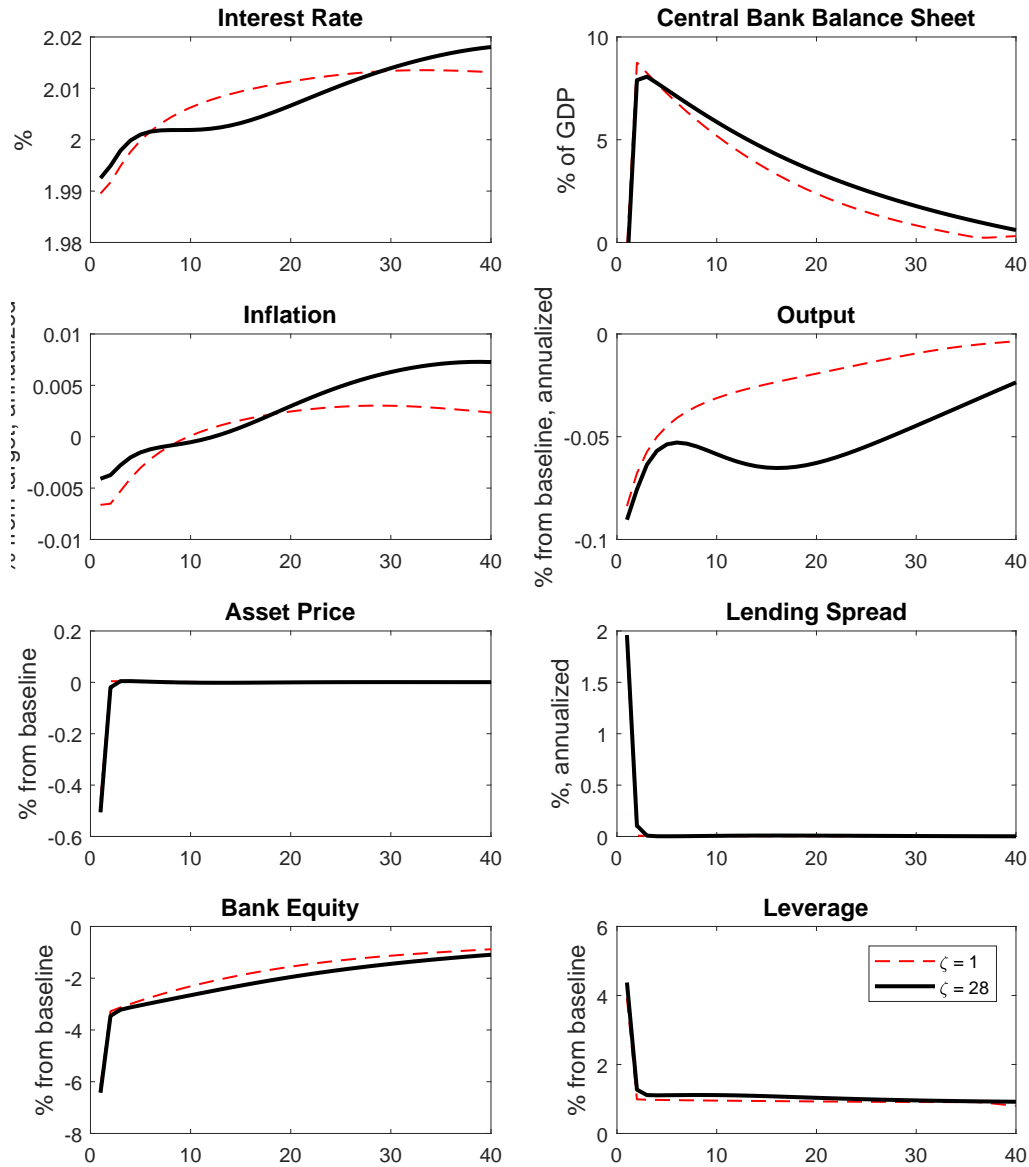 Interest Rate
Central Bank Balance Sheet
2.02
2.01
2
1.99
1.98
%
0 10 20 30 40
10
5
0
% of GDP
0 10 20 30 40
Inflation
Output
0.01
0.005
0
-0.005
-0.01
% from target, annualized
0 10 20 30 40
0
-0.05
-0.1
% from baseline, annualized
0 10 20 30 40
Asset Price
Lending Spread
0.2
0
-0.2
-0.4
-0.6
% from baseline
0 10 20 30 40
2
1.5
1
0.5
0
%, annualized
0 10 20 30 40
Bank Equity
Leverage
0
-2
-4
-6
-8
% from baseline
0 10 20 30 40
6
4
2
0
% from baseline
ζ = 1
ζ = 28
0 10 20 30 40